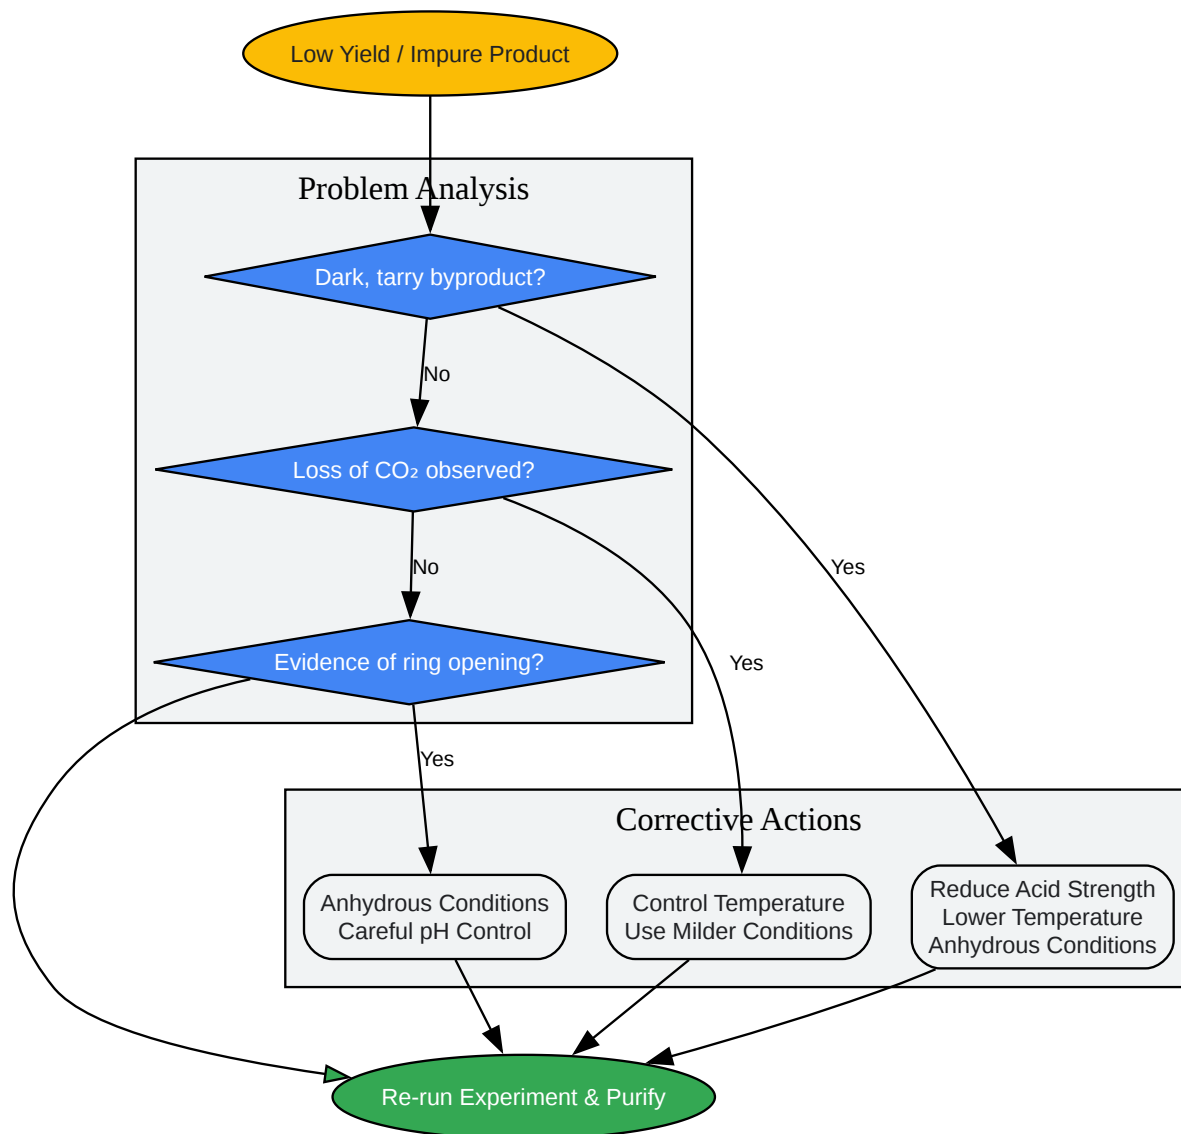 Low Yield / Impure Product
Problem Analysis
Dark, tarry byproduct?
No
Loss of CO₂ observed?
No
Yes
Evidence of ring opening?
Yes
Yes
Corrective Actions
Anhydrous Conditions
Careful pH Control
Control Temperature
Use Milder Conditions
Reduce Acid Strength
Lower Temperature
Anhydrous Conditions
Re-run Experiment & Purify